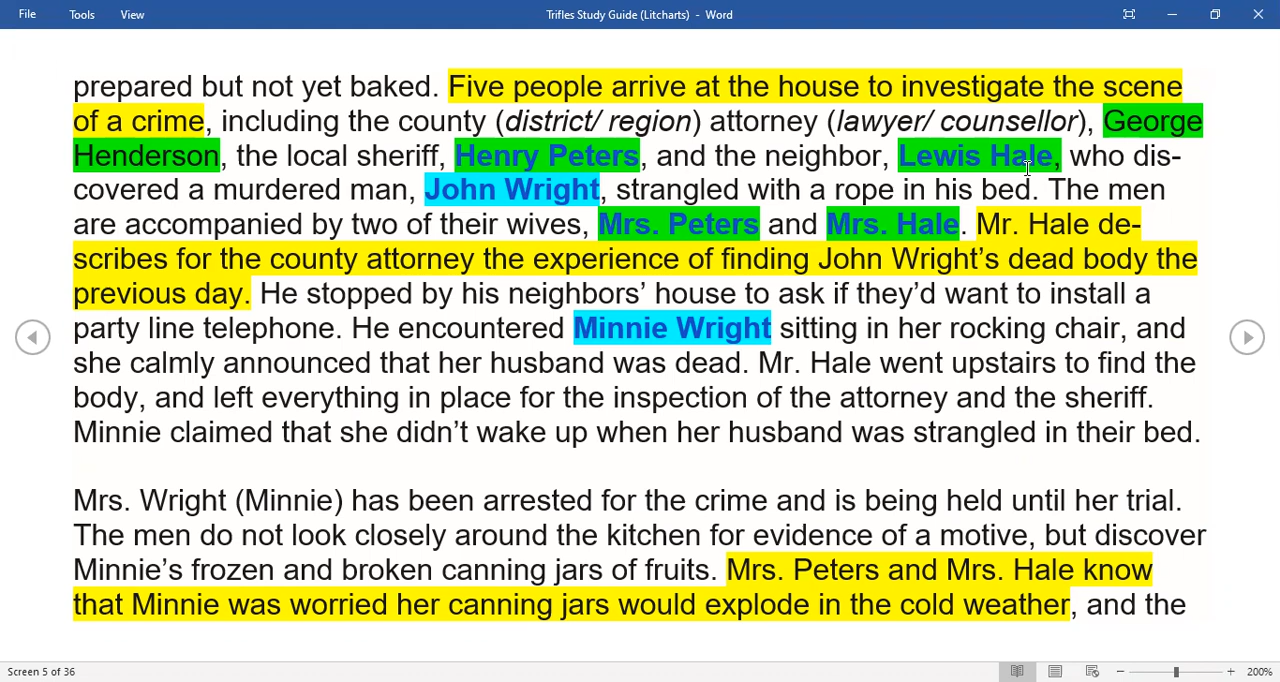 File Tools View Trifles Study Guide (Litcharts) - Word
prepared but not yet baked. Five people arrive at the house to investigate the scene
of a crime, including the county (district/ region) attorney (lawyer/ counsellor), George
Henderson, the local sheriff, Henry Peters, and the neighbor, Lewis Hale, who dis-
covered a murdered man, John Wright, strangled with a rope in his bed. The men
are accompanied by two of their wives, Mrs. Peters and Mrs. Hale. Mr. Hale de-
scribes for the county attorney the experience of finding John Wright's dead body the
previous day. He stopped by his neighbors' house to ask if they'd want to install a
party line telephone. He encountered Minnie Wright sitting in her rocking chair, and
she calmly announced that her husband was dead. Mr. Hale went upstairs to find the
body, and left everything in place for the inspection of the attorney and the sheriff.
Minnie claimed that she didn't wake up when her husband was strangled in their bed.
Mrs. Wright (Minnie) has been arrested for the crime and is being held until her trial.
The men do not look closely around the kitchen for evidence of a motive, but discover
Minnie's frozen and broken canning jars of fruits. Mrs. Peters and Mrs. Hale know
that Minnie was worried her canning jars would explode in the cold weather, and the
Screen 5 of 36 200%